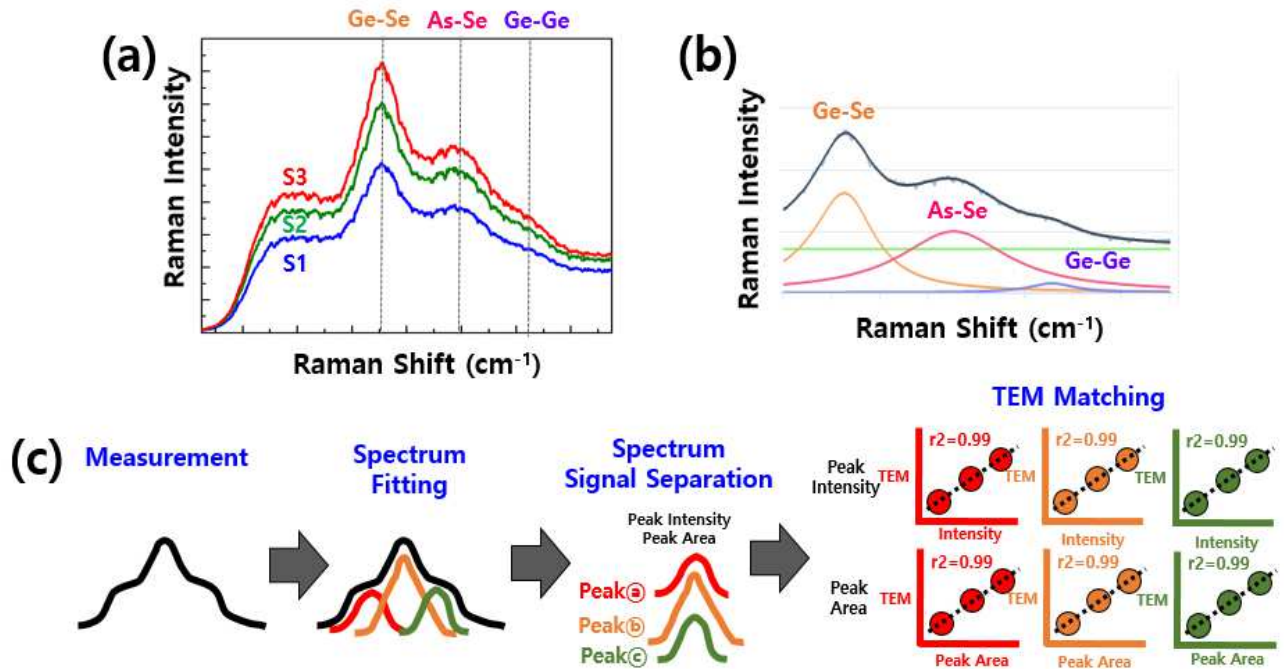 (a)
Ge-Se As-Se Ge-Ge
Raman Intensity
S3
S2
S1
Raman Shift (cm-1)
(b)
Raman Intensity
Ge-Se
As-Se
Ge-Ge
Raman Shift (cm-1)
(c)
Measurement
Spectrum
Fitting
Spectrum
Signal Separation
Peak Intensity
Peak Area
Peakⓐ
Peakⓑ
Peakⓒ
TEM Matching
Peak
Intensity
TEM
r2=0.99
Intensity
TEM
r2=0.99
Intensity
TEM
r2=0.99
Intensity
Peak
Area
TEM
r2=0.99
Peak Area
TEM
r2=0.99
Peak Area
TEM
r2=0.99
Peak Area